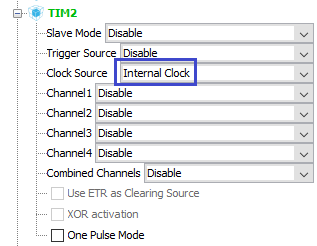 TIM2
Slave Mode Disable
Trigger Source Disable
Clock Source Internal Clock
Channel1 Disable
Channel2 Disable
Channel3 Disable
Channel4 Disable
Combined Channels Disable
Use ETR as Clearing Source
XOR activation
One Pulse Mode